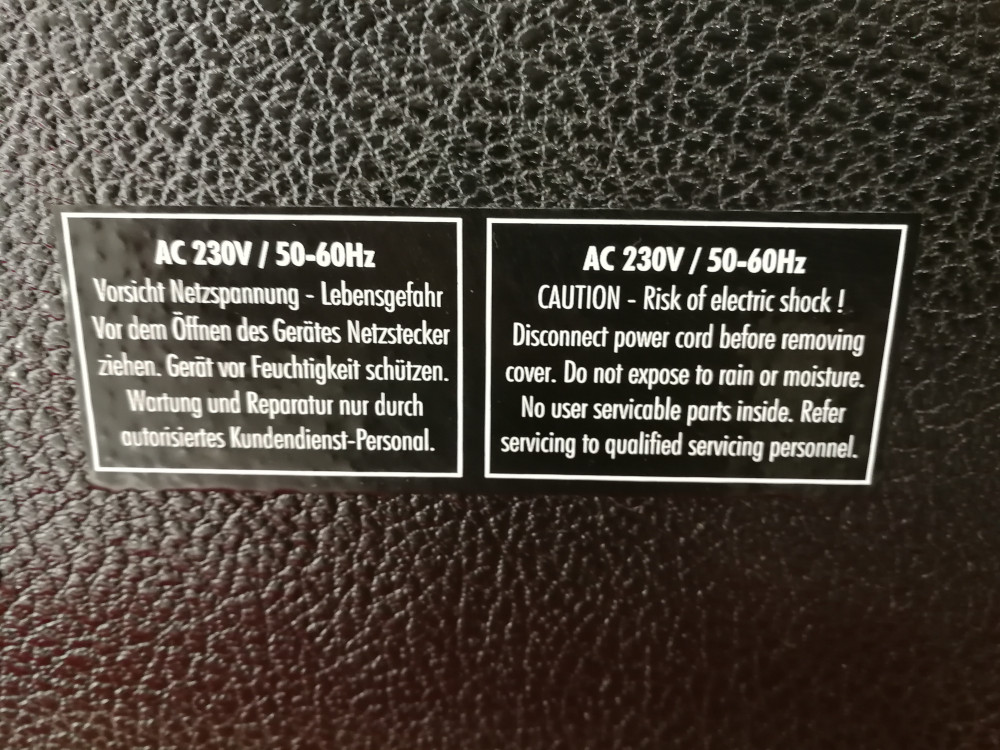 AC 230V / 50-60Hz
Vorsicht Netzspannung - Lebensgefahr
Vor dem Öffnen des Gerätes Netzstecker
ziehen. Gerät vor Feuchtigkeit schützen.
Wartung und Reparatur nur durch
autorisiertes Kundendienst-Personal.
AC 230V / 50-60Hz
CAUTION - Risk of electric shock !
Disconnect power cord before removing
cover. Do not expose to rain or moisture.
No user servicable parts inside. Refer
servicing to qualified servicing personnel.